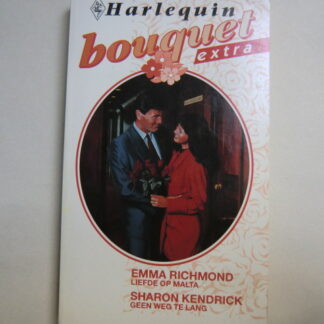 Harlequin
bouquet
extra
EMMA RICHMOND
LIEFDE OP MALTA
SHARON KENDRICK
GEEN WEG TE LANG